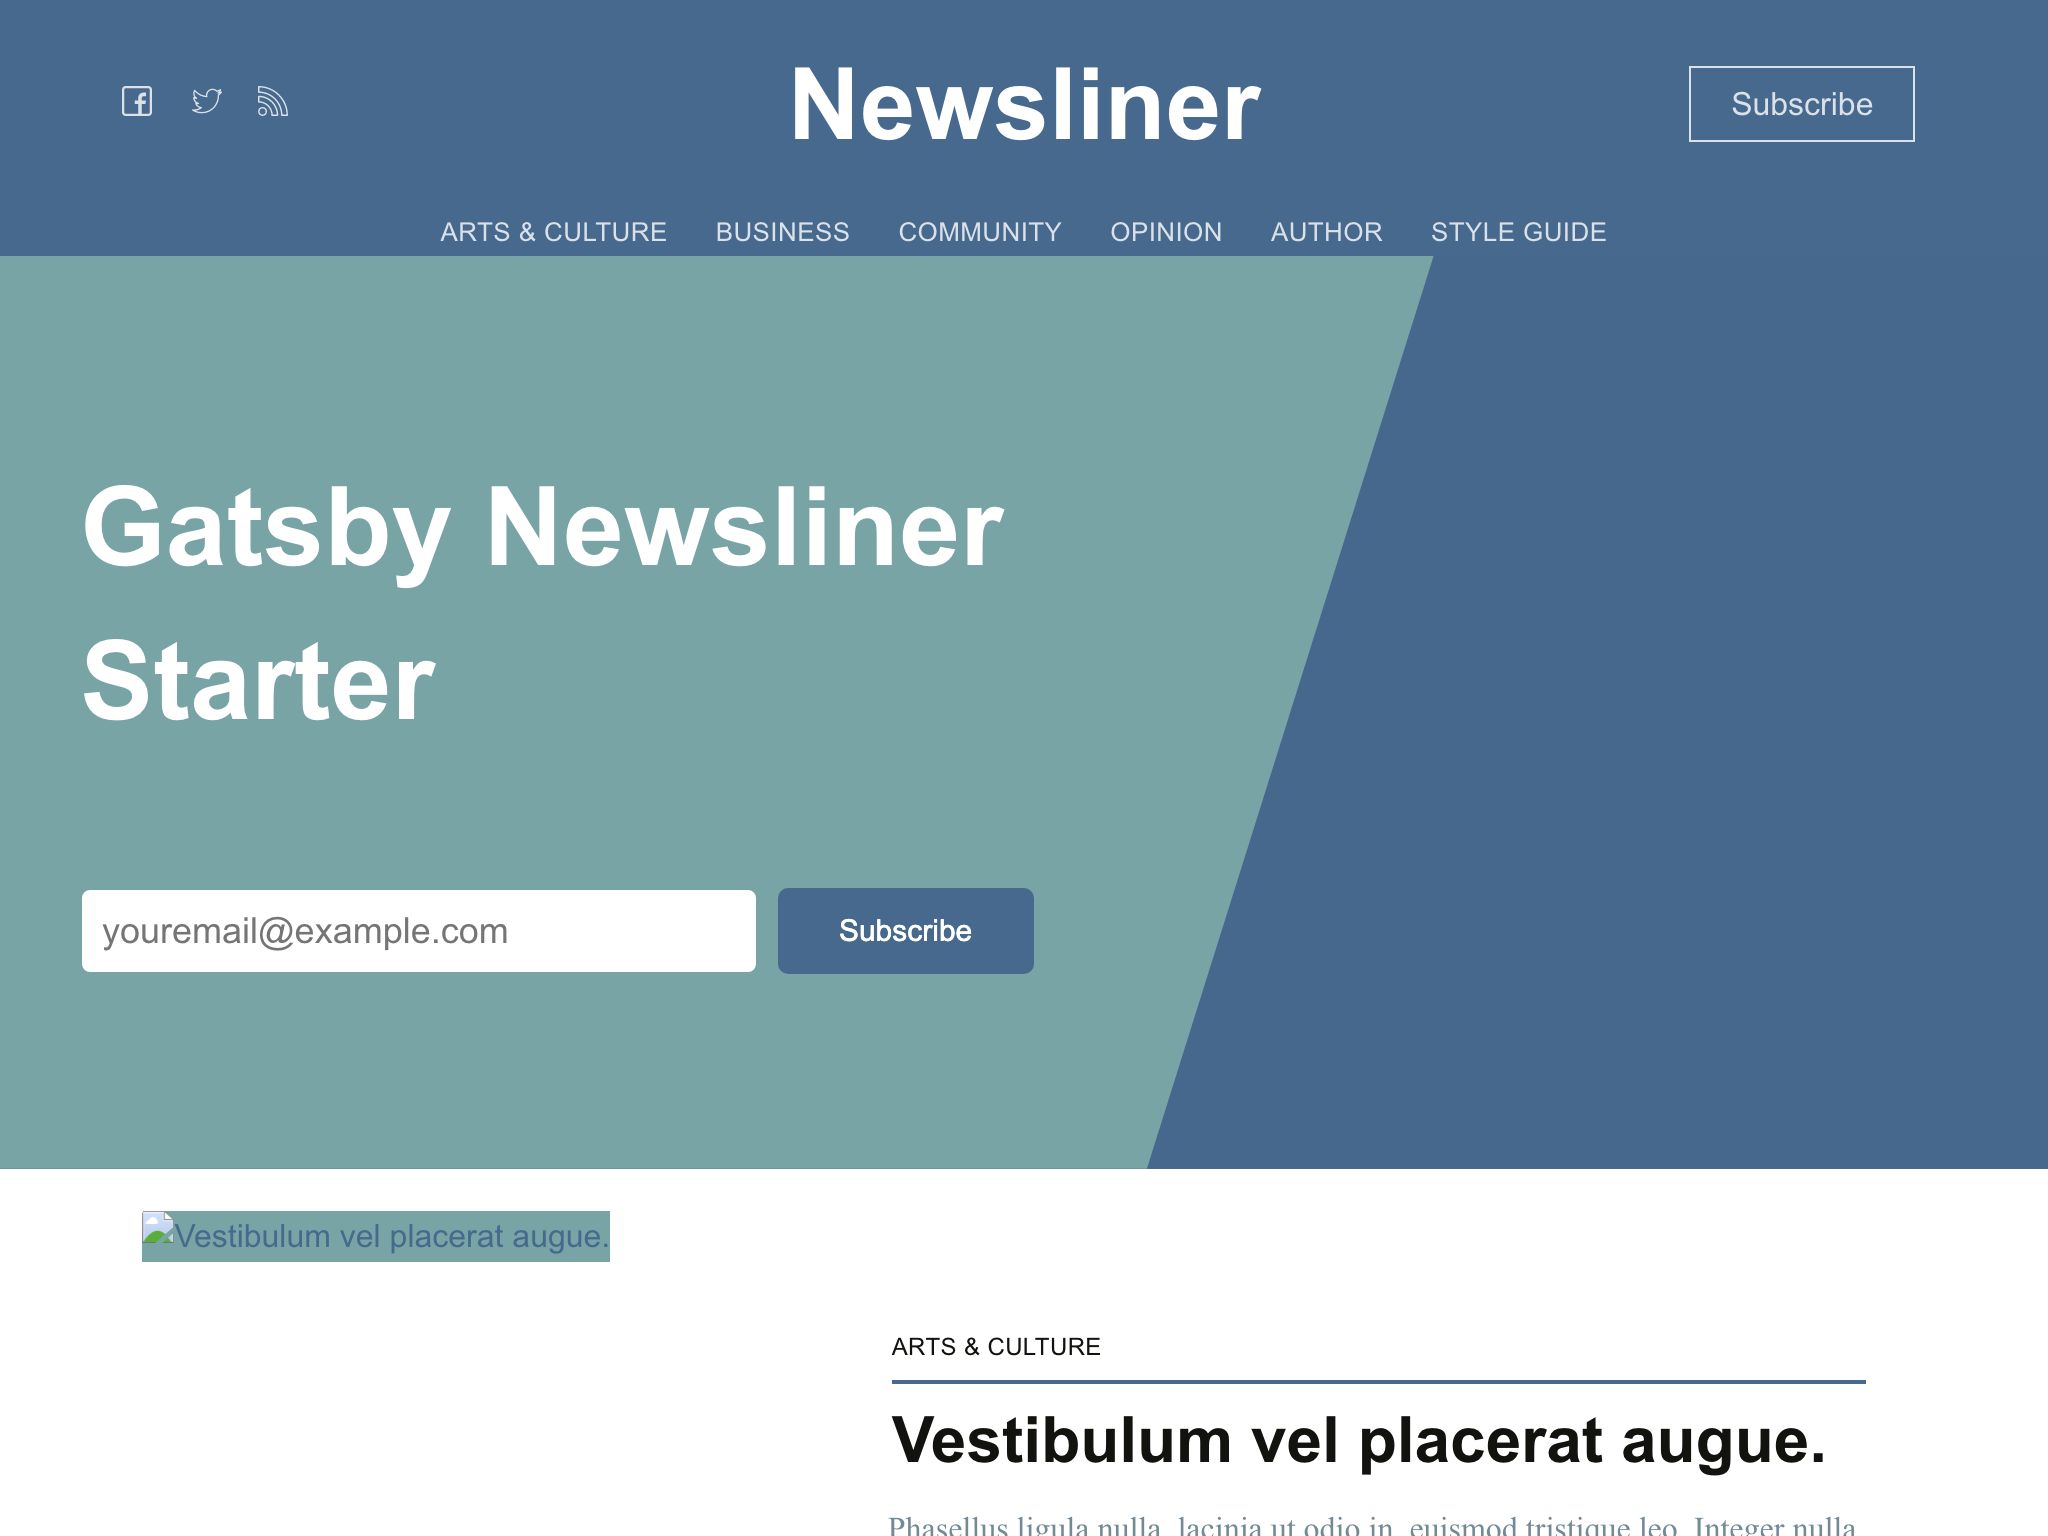 Newsliner
Subscribe
ARTS & CULTURE BUSINESS COMMUNITY OPINION AUTHOR STYLE GUIDE
Gatsby Newsliner
Starter
youremail@example.com
Subscribe
Vestibulum vel placerat augue.
ARTS & CULTURE
Vestibulum vel placerat augue.
Phasellus ligula nulla, lacinia ut odio in, euismod tristique leo. Integer nulla